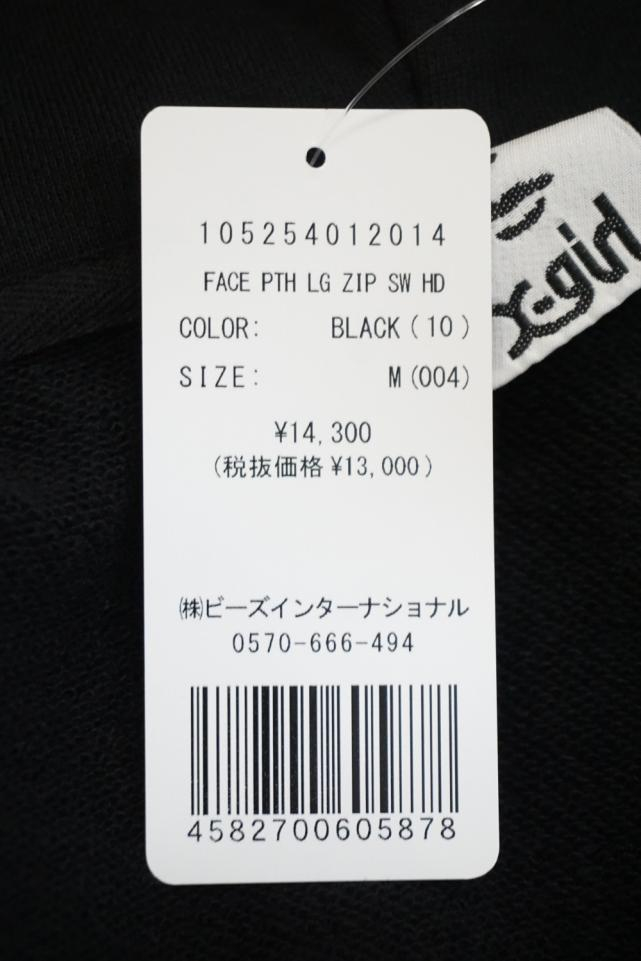 105254012014
FACE PTH LG ZIP SW HD
COLOR: BLACK(10)
SIZE: M(004)
¥14,300
(税抜価格¥13,000)
㈱ビーズインターナショナル
0570-666-494
4582700605878
x-girl